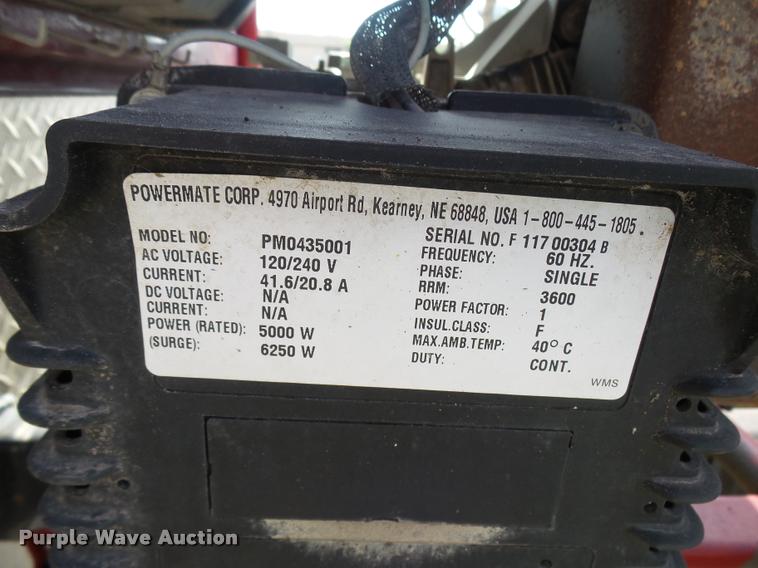 POWERMATE CORP. 4970 Airport Rd, Kearney, NE 68848, USA 1-800-445-1805.
MODEL NO: PM0435001 SERIAL NO. F 117 00304 B
AC VOLTAGE: 120/240 V FREQUENCY: 60 HZ.
CURRENT: 41.6/20.8 A PHASE: SINGLE
DC VOLTAGE: N/A RRM: 3600
CURRENT: N/A POWER FACTOR: 1
POWER (RATED): 5000 W INSUL.CLASS: F
(SURGE): 6250 W MAX.AMB.TEMP: 40° C
DUTY: CONT.
WMS
Purple Wave Auction